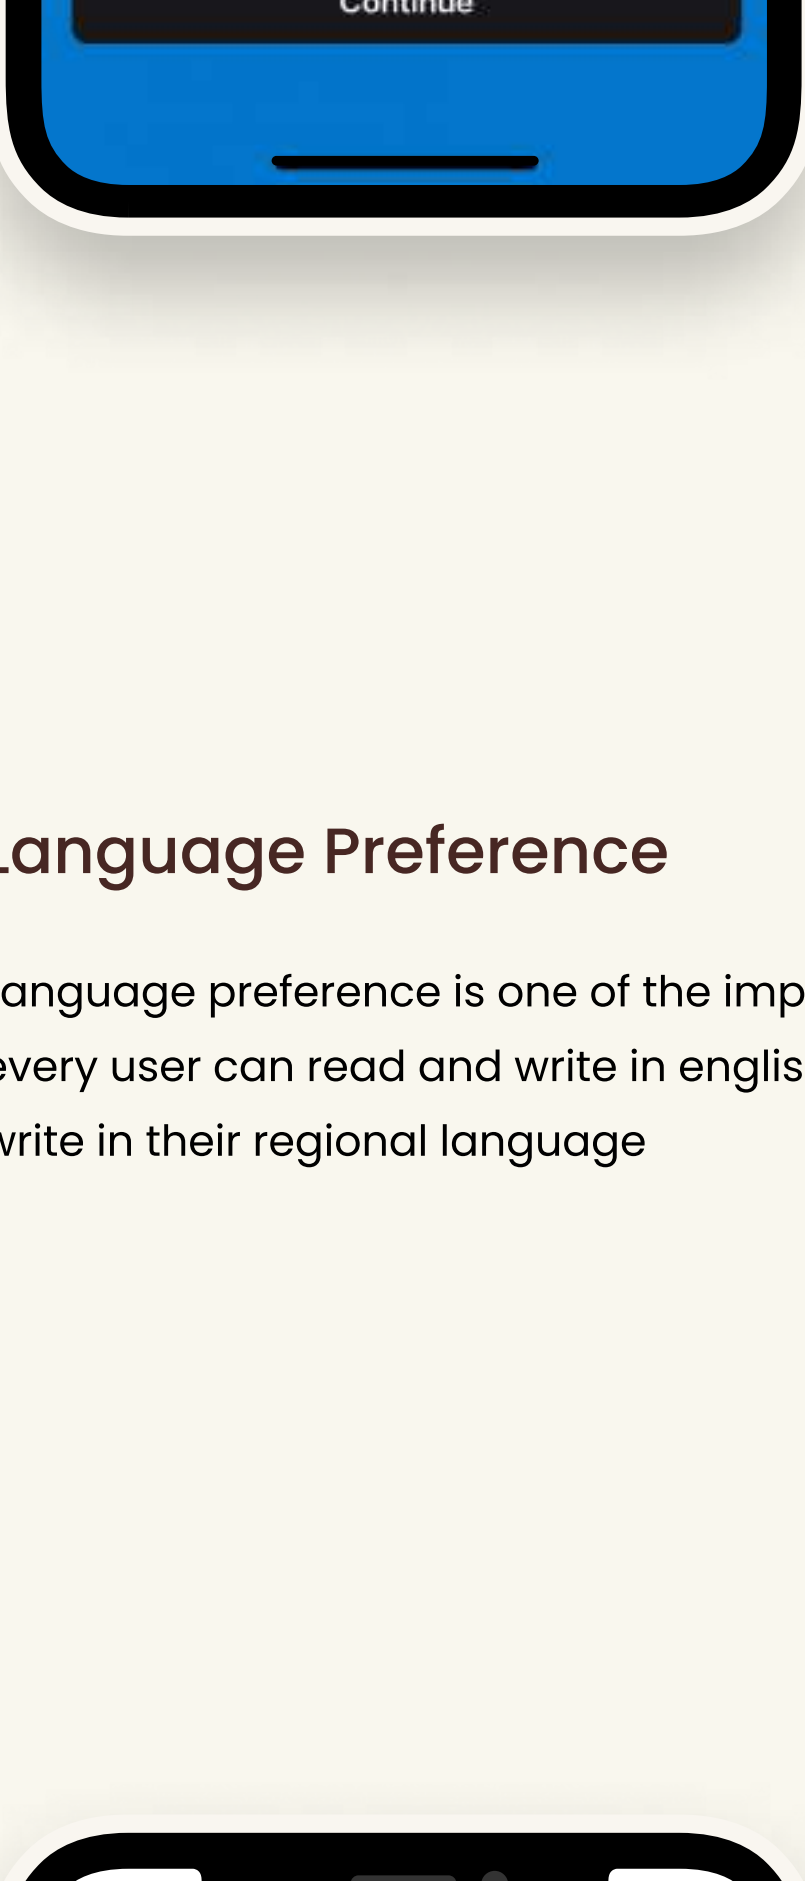 Continue
Language Preference
anguage preference is one of the imp
every user can read and write in englis
write in their regional language